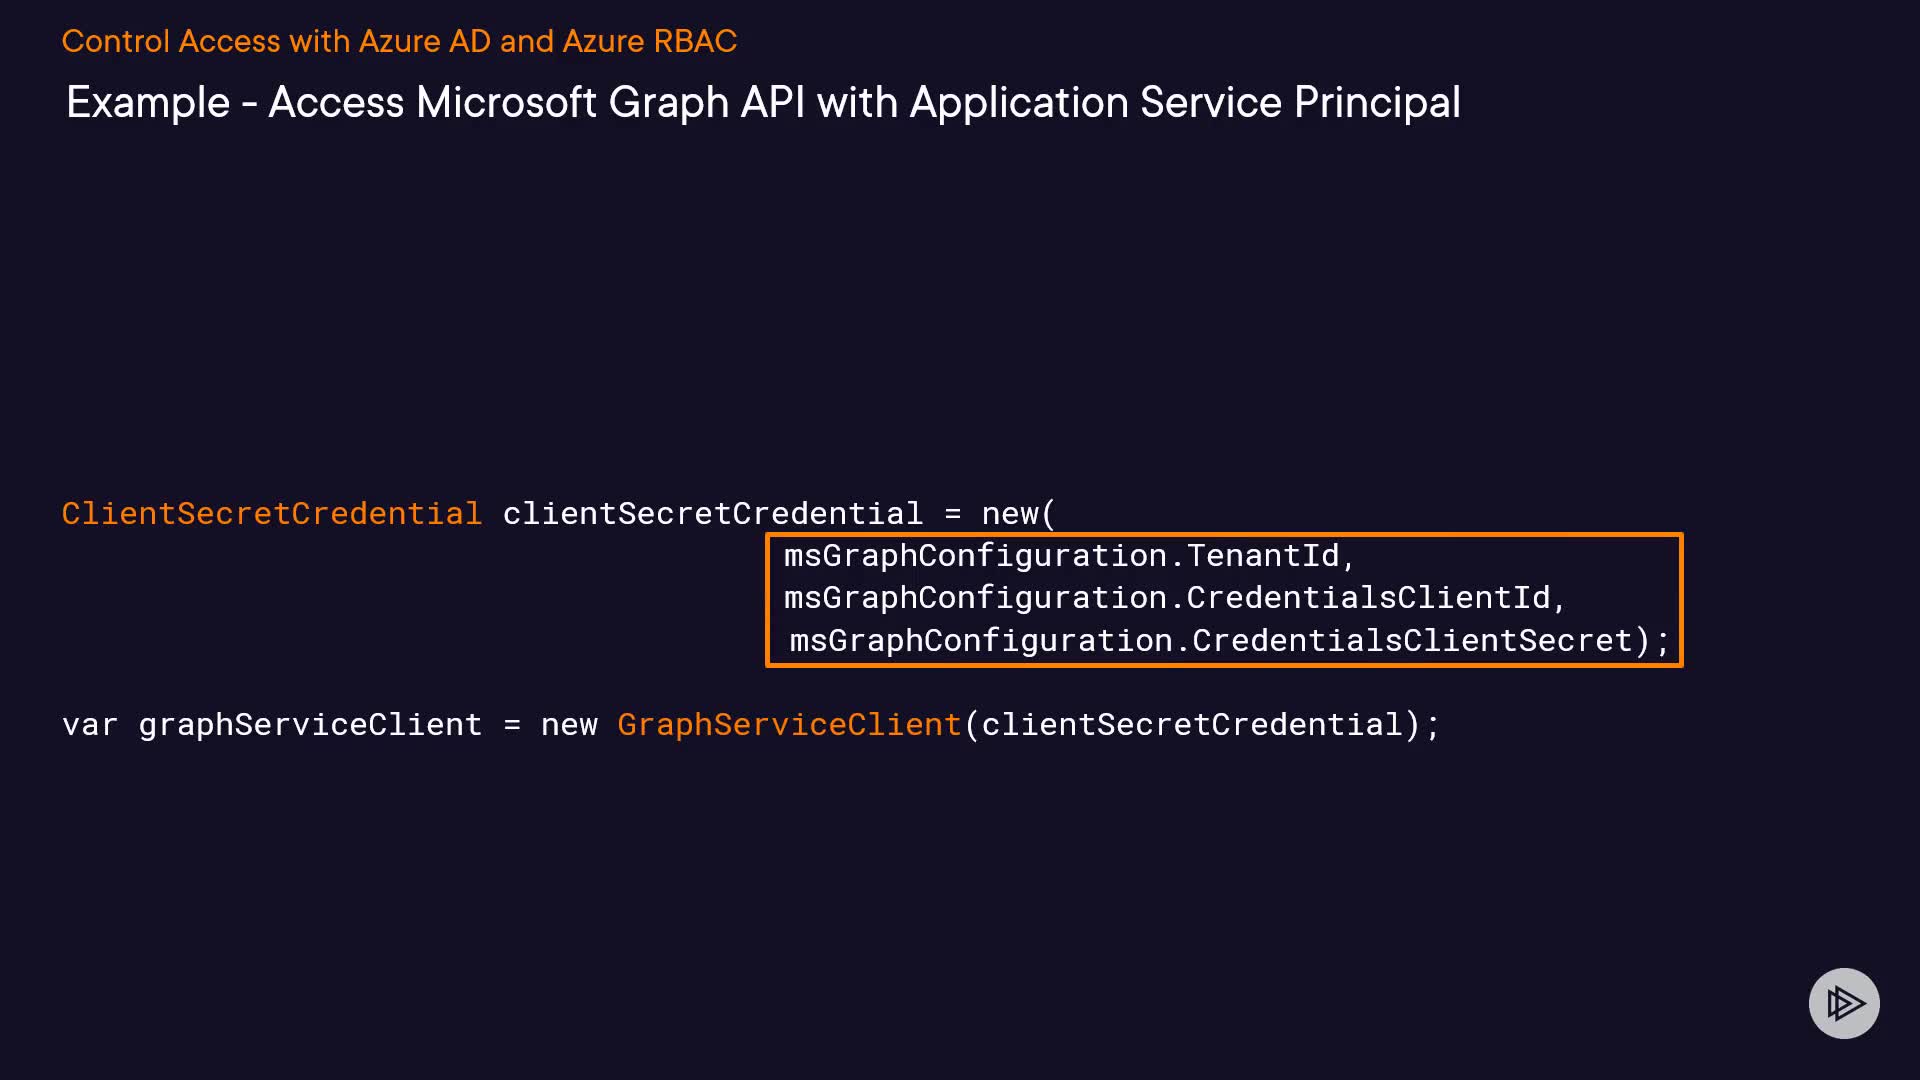 Control Access with Azure AD and Azure RBAC
Example - Access Microsoft Graph API with Application Service Principal
ClientSecretCredential clientSecretCredential = new(
msGraphConfiguration.TenantId,
msGraphConfiguration.CredentialsClientId,
msGraphConfiguration.CredentialsClientSecret);
var graphServiceClient = new GraphServiceClient(clientSecretCredential);